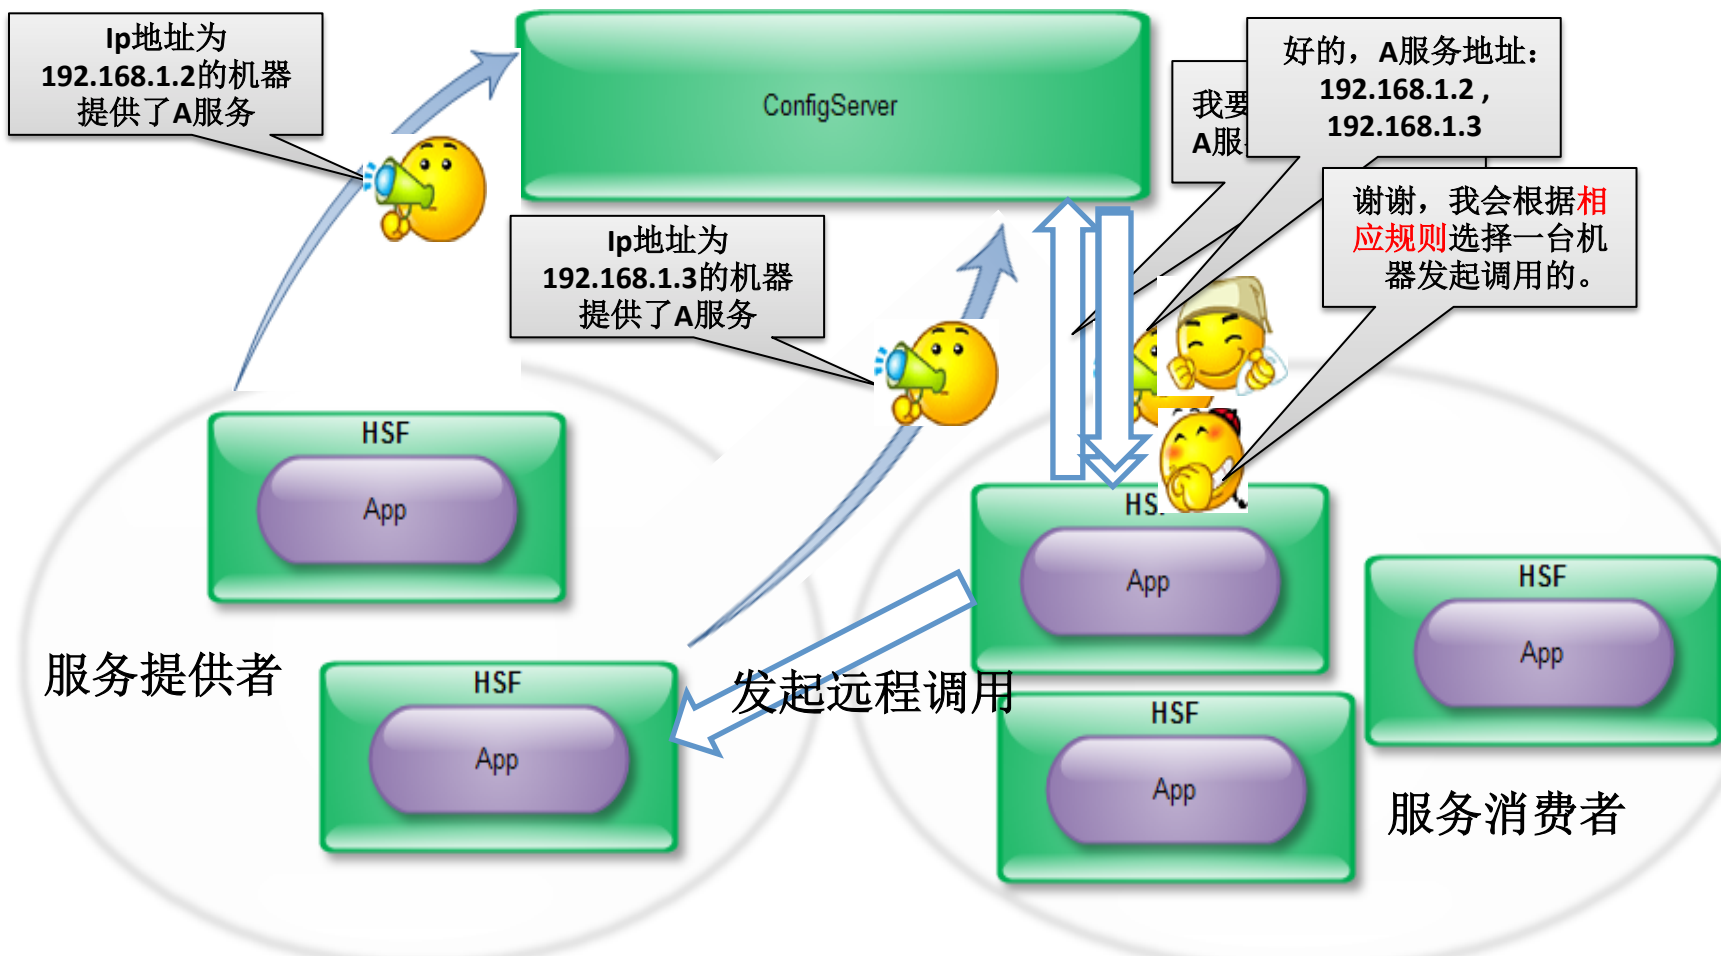 Ip地址为
192.168.1.2的机器
提供了A服务
ConfigServer
我要
A服
好的，A服务地址：
192.168.1.2 ,
192.168.1.3
谢谢，我会根据相
应规则选择一台机
器发起调用的。
Ip地址为
192.168.1.3的机器
提供了A服务
HSF
App
服务提供者
HSF
App
发起远程调用
HS
App
HSF
App
HSF
App
服务消费者